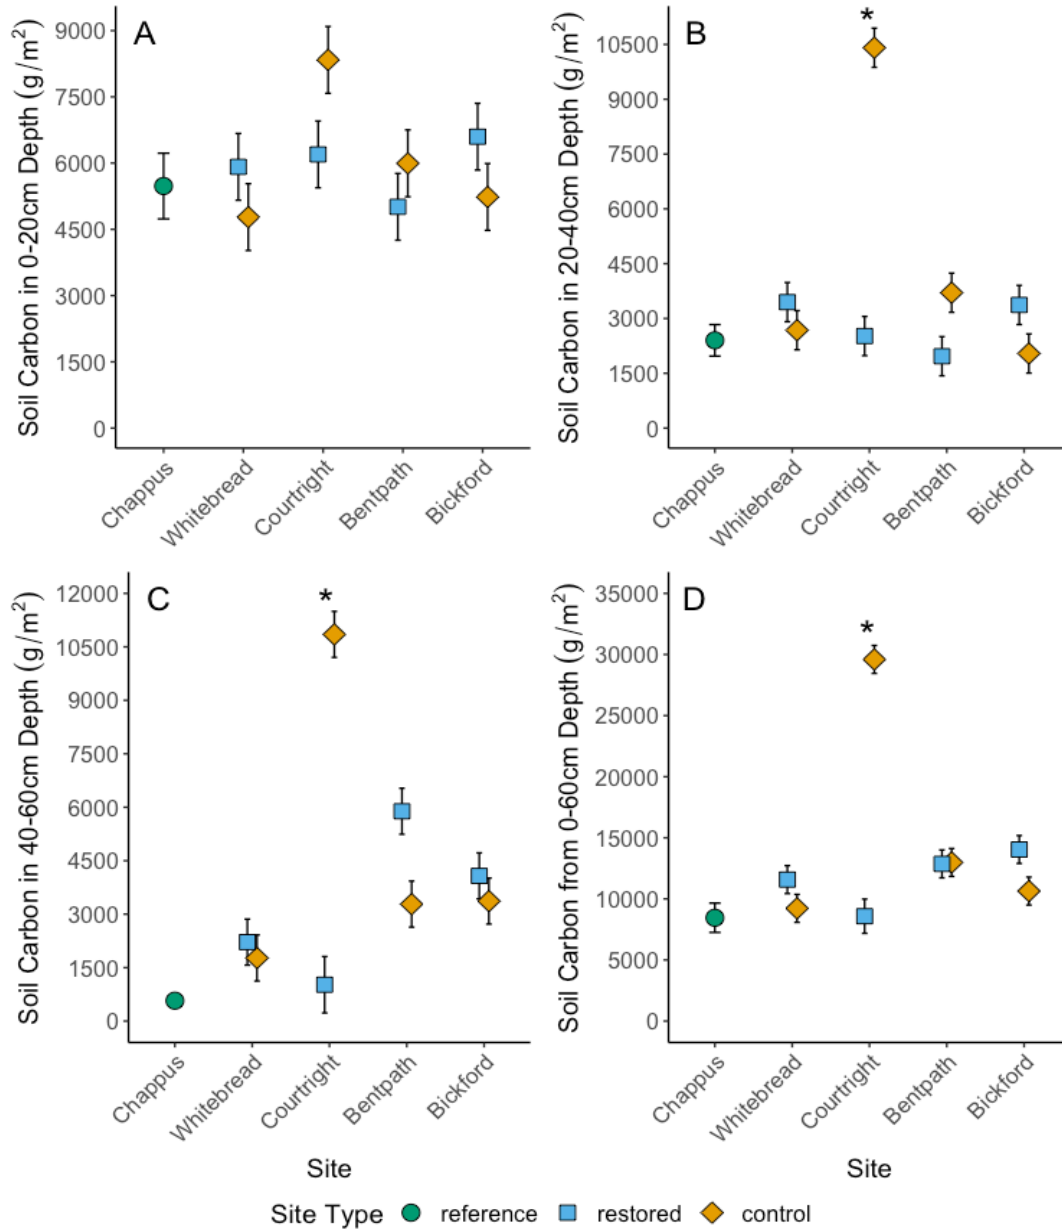 A
Soil Carbon in 0-20cm Depth (g/m²)
9000
7500
6000
4500
3000
1500
0
Chappus
Whitebread
Courtright
Bentpath
Bickford
B
*
Soil Carbon in 20-40cm Depth (g/m²)
10500
9000
7500
6000
4500
3000
1500
0
Chappus
Whitebread
Courtright
Bentpath
Bickford
C
*
Soil Carbon in 40-60cm Depth (g/m²)
12000
10500
9000
7500
6000
4500
3000
1500
0
Chappus
Whitebread
Courtright
Bentpath
Bickford
Site
D
*
Soil Carbon from 0-60cm Depth (g/m²)
35000
30000
25000
20000
15000
10000
5000
0
Chappus
Whitebread
Courtright
Bentpath
Bickford
Site
Site Type reference restored control